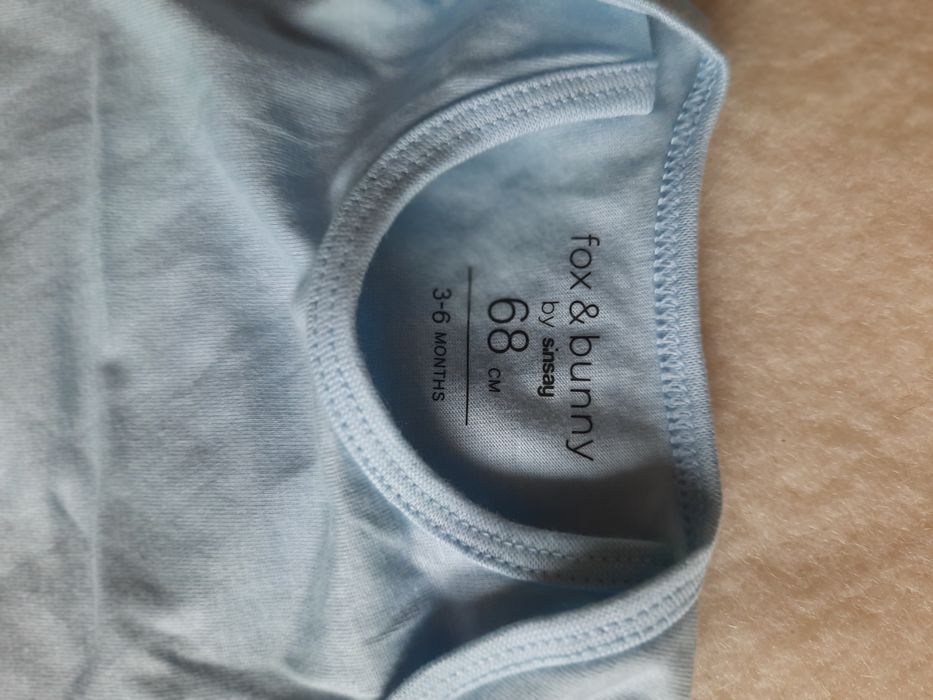 fox & bunny
by sinsay
68 CM
3-6 MONTHS